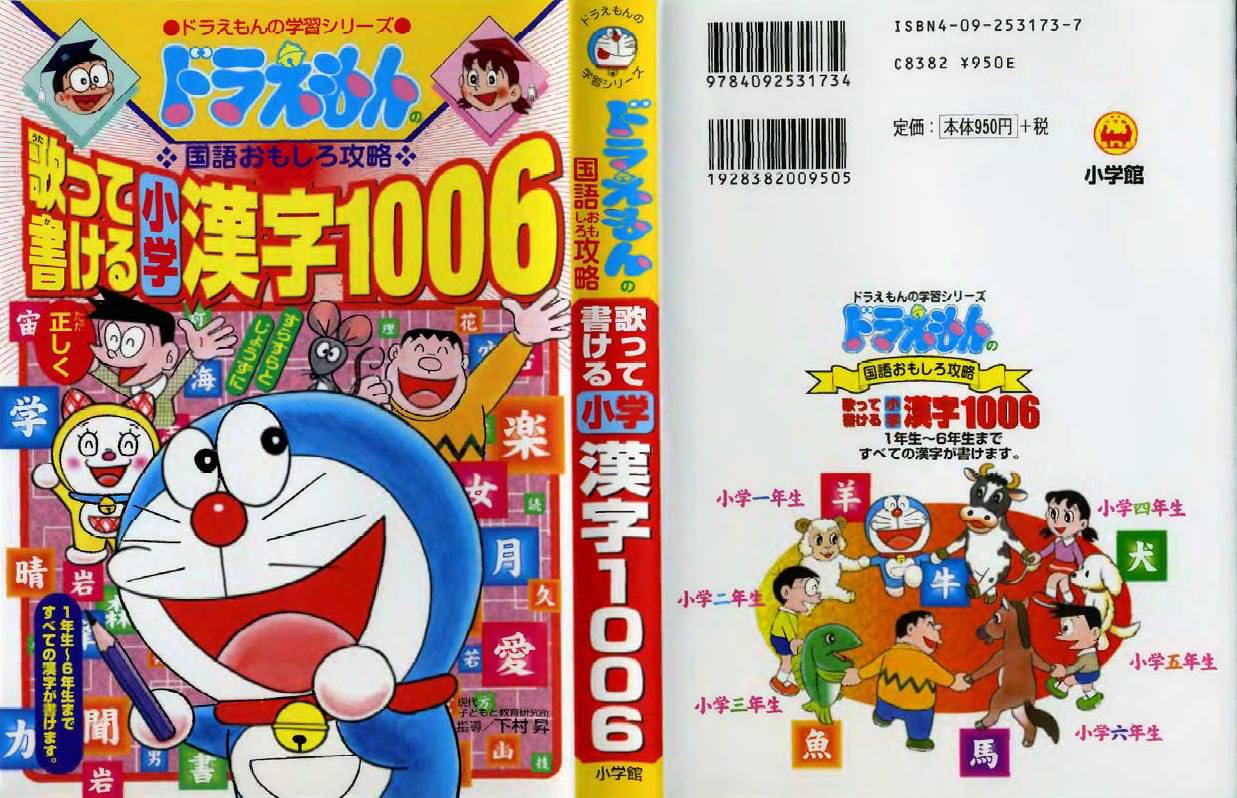 ●ドラえもんの学習シリーズ●
ドラえもんの
❖国語おもしろ攻略❖
歌って
うた
書ける
か
小学
漢字1006
正しく
ただ
すらすらと
じょうずに
宙
海
理
花
学
楽
女
読
月
晴
岩
森
久
愛
若
1年生〜6年生まで
すべての漢字が書けます。
力
聞
岩
男
書
方
山
技
現代
子どもと教育研究所
指導/下村 昇
ドラえもんの
学習シリーズ
ドラえもんの
国語おもしろ攻略
歌って
書ける
小学
漢字1006
小学館
ISBN4-09-253173-7
C8382 ¥950E
9784092531734
定価:本体950円+税
1928382009505
小学館
ドラえもんの学習シリーズ
ドラえもんの
国語おもしろ攻略
歌って
書ける
小学
漢字1006
1年生〜6年生まで
すべての漢字が書けます。
小学一年生
羊
小学四年生
犬
牛
小学二年生
小学五年生
小学三年生
魚
馬
小学六年生